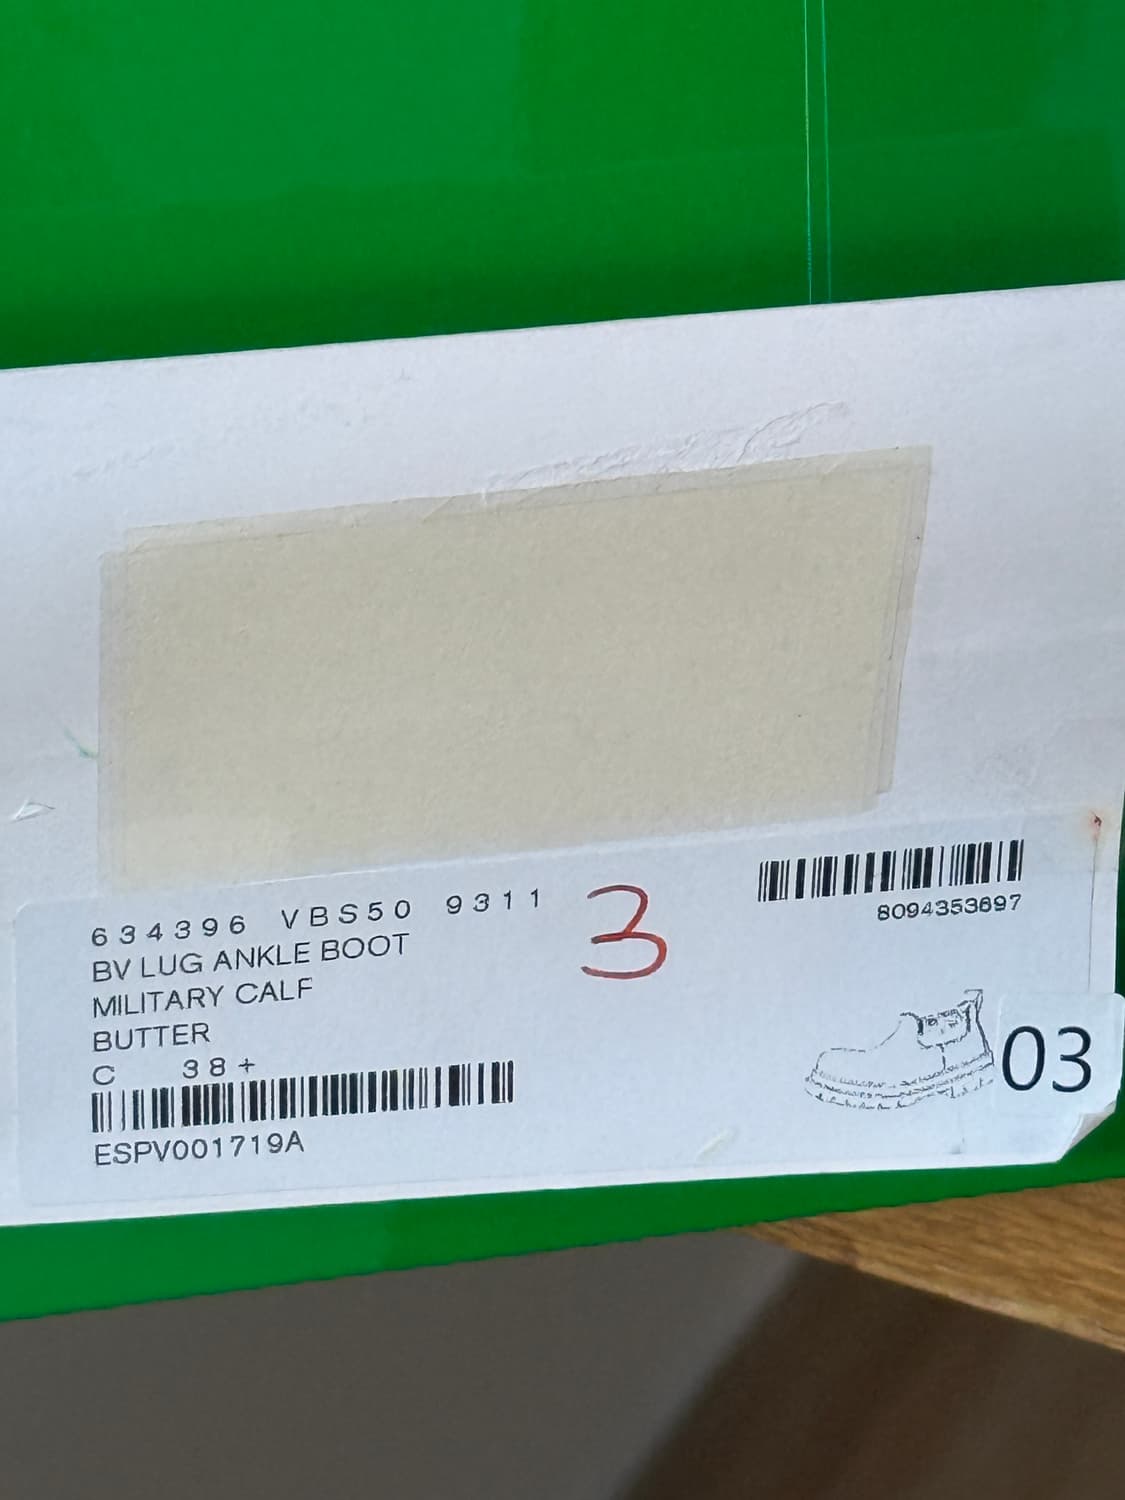 634396 VBS50 9311
3
8094353697
BV LUG ANKLE BOOT
MILITARY CALF
BUTTER
C 38+
03
ESPV001719A